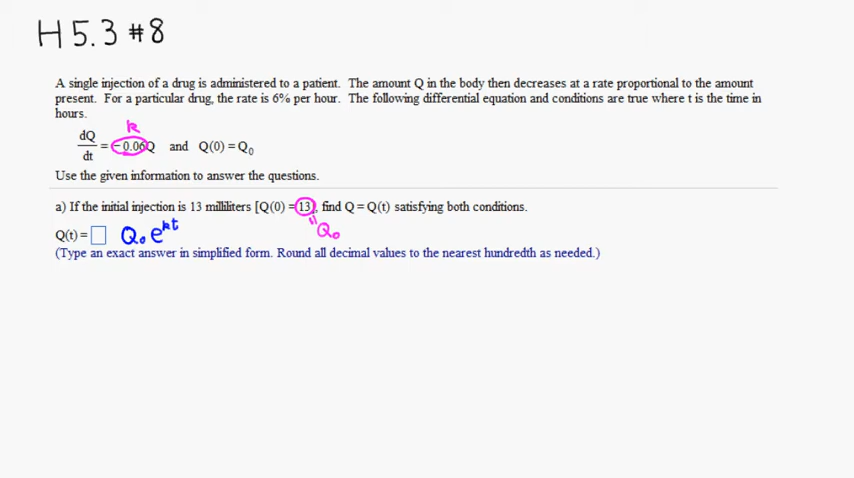 H 5.3 #8
A single injection of a drug is administered to a patient. The amount Q in the body then decreases at a rate proportional to the amount
present. For a particular drug, the rate is 6% per hour. The following differential equation and conditions are true where t is the time in
hours.
k
dQ/dt = −0.06Q and Q(0) = Q₀
Use the given information to answer the questions.
a) If the initial injection is 13 milliliters [Q(0) = 13], find Q = Q(t) satisfying both conditions.
" Q₀
Q(t) = Q₀ e^kt
(Type an exact answer in simplified form. Round all decimal values to the nearest hundredth as needed.)